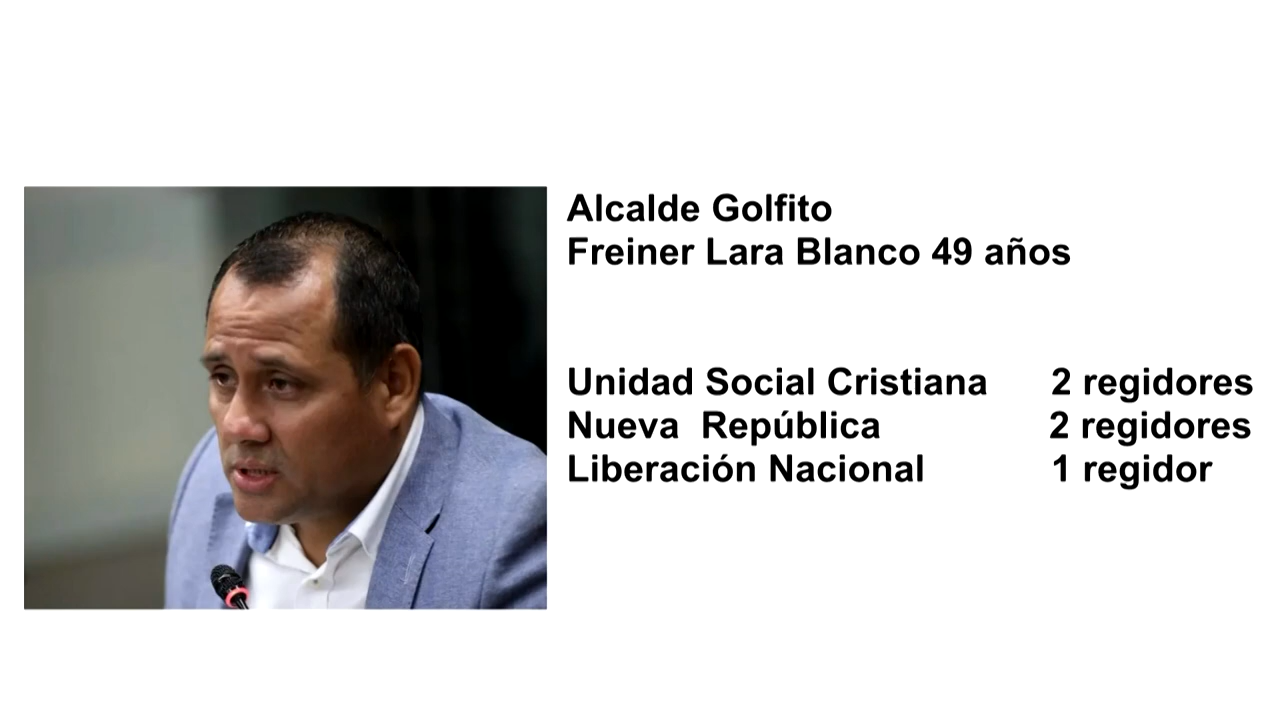 Alcalde Golfito
Freiner Lara Blanco 49 años
Unidad Social Cristiana 2 regidores
Nueva República 2 regidores
Liberación Nacional 1 regidor